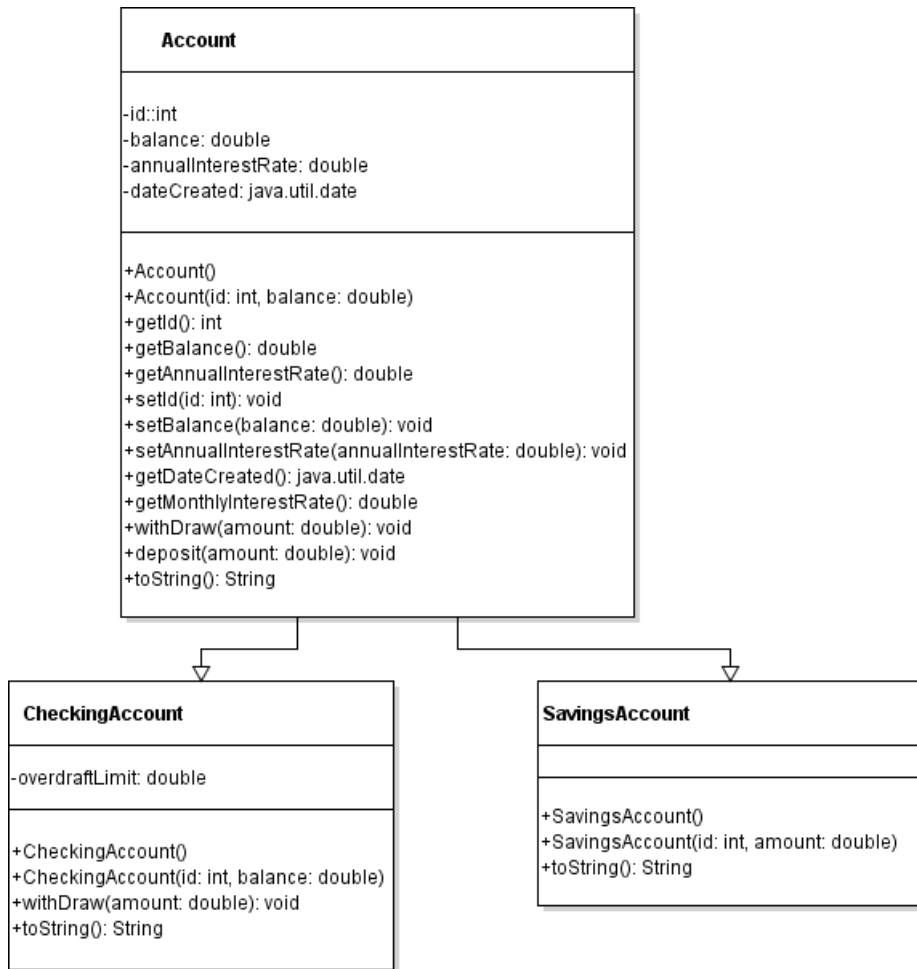 Account
-id::int
-balance: double
-annualInterestRate: double
-dateCreated: java.util.date
+Account()
+Account(id: int, balance: double)
+getId(): int
+getBalance(): double
+getAnnualInterestRate(): double
+setId(id: int): void
+setBalance(balance: double): void
+setAnnualInterestRate(annualInterestRate: double): void
+getDateCreated(): java.util.date
+getMonthlyInterestRate(): double
+withDraw(amount: double): void
+deposit(amount: double): void
+toString(): String
CheckingAccount
-overdraftLimit: double
+CheckingAccount()
+CheckingAccount(id: int, balance: double)
+withDraw(amount: double): void
+toString(): String
SavingsAccount
+SavingsAccount()
+SavingsAccount(id: int, amount: double)
+toString(): String